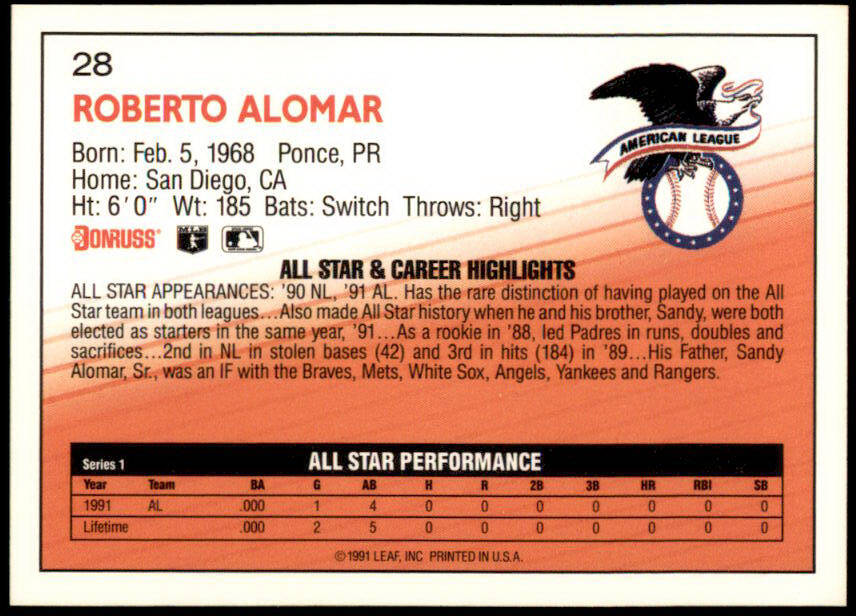 28
ROBERTO ALOMAR
Born: Feb. 5, 1968 Ponce, PR
Home: San Diego, CA
Ht: 6'0" Wt: 185 Bats: Switch Throws: Right
AMERICAN LEAGUE
DONRUSS
ALL STAR & CAREER HIGHLIGHTS
ALL STAR APPEARANCES: '90 NL, '91 AL. Has the rare distinction of having played on the All
Star team in both leagues...Also made All Star history when he and his brother, Sandy, were both
elected as starters in the same year, '91...As a rookie in '88, led Padres in runs, doubles and
sacrifices...2nd in NL in stolen bases (42) and 3rd in hits (184) in '89...His Father, Sandy
Alomar, Sr., was an IF with the Braves, Mets, White Sox, Angels, Yankees and Rangers.
Series 1 ALL STAR PERFORMANCE
Year Team BA G AB H R 2B 3B HR RBI SB
1991 AL .000 1 4 0 0 0 0 0 0 0
Lifetime .000 2 5 0 0 0 0 0 0 0
©1991 LEAF, INC PRINTED IN U.S.A.